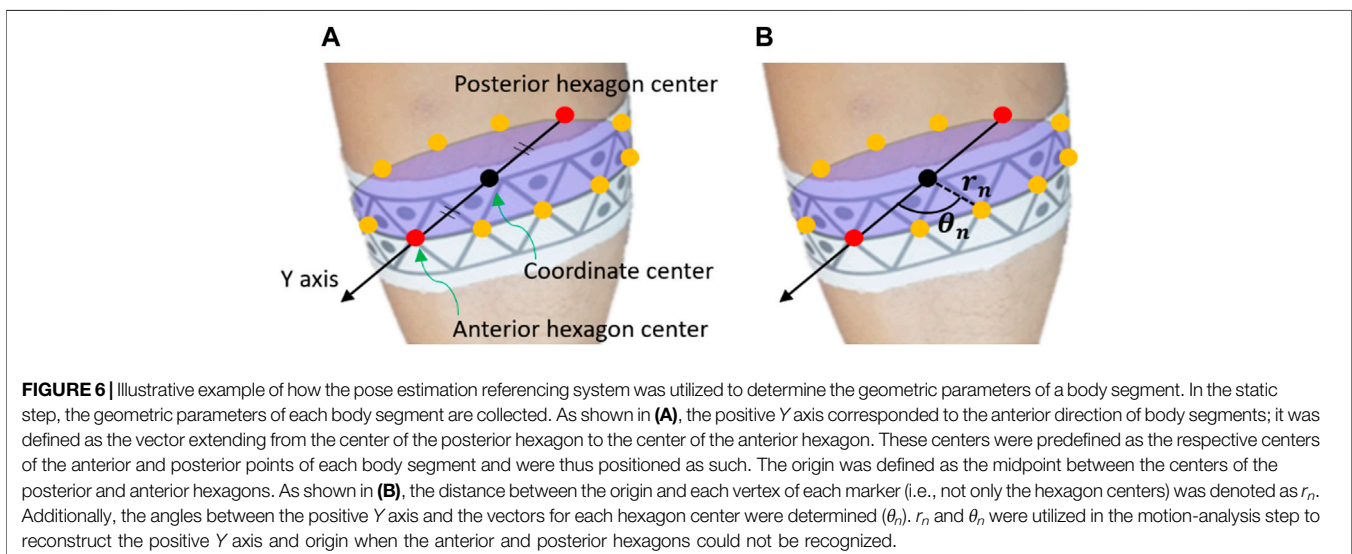 A
B
Posterior hexagon center
Y axis
Coordinate center
Anterior hexagon center
r_n
θ_n
FIGURE 6 | Illustrative example of how the pose estimation referencing system was utilized to determine the geometric parameters of a body segment. In the static
step, the geometric parameters of each body segment are collected. As shown in (A), the positive Y axis corresponded to the anterior direction of body segments; it was
defined as the vector extending from the center of the posterior hexagon to the center of the anterior hexagon. These centers were predefined as the respective centers
of the anterior and posterior points of each body segment and were thus positioned as such. The origin was defined as the midpoint between the centers of the
posterior and anterior hexagons. As shown in (B), the distance between the origin and each vertex of each marker (i.e., not only the hexagon centers) was denoted as r_n.
Additionally, the angles between the positive Y axis and the vectors for each hexagon center were determined (θ_n). r_n and θ_n were utilized in the motion-analysis step to
reconstruct the positive Y axis and origin when the anterior and posterior hexagons could not be recognized.